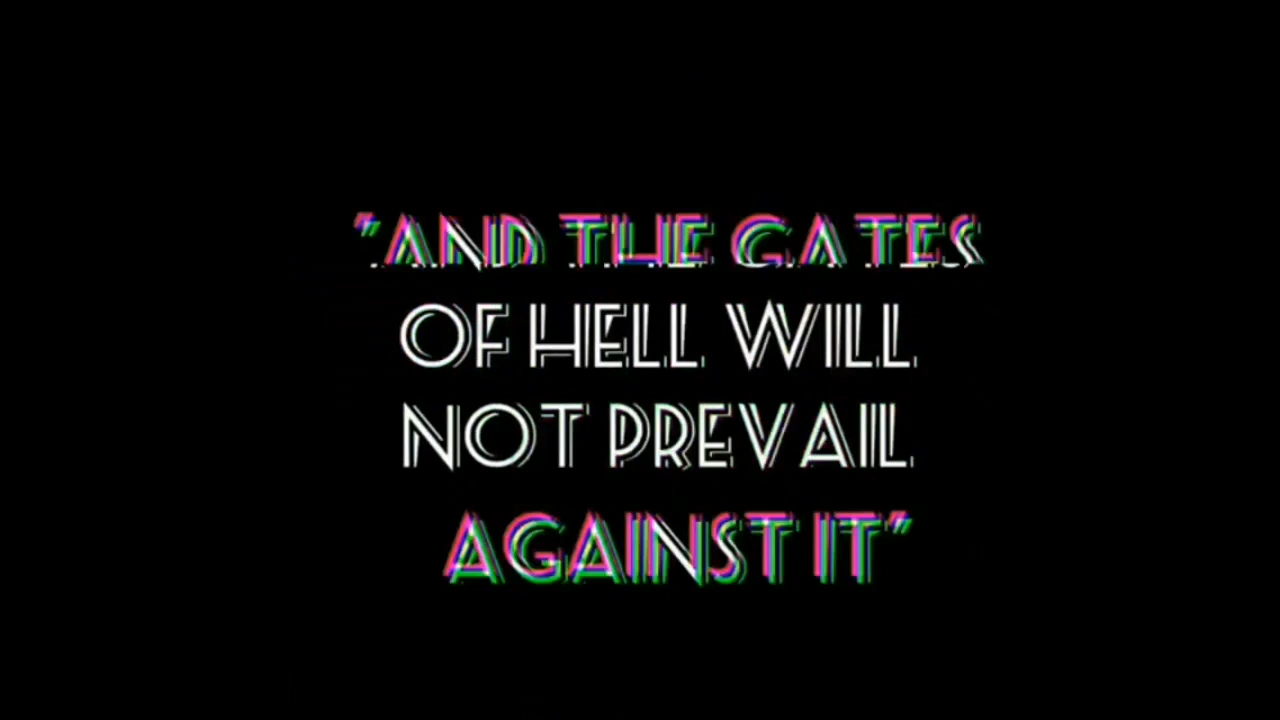 "AND THE GATES
OF HELL WILL
NOT PREVAIL
AGAINST IT"